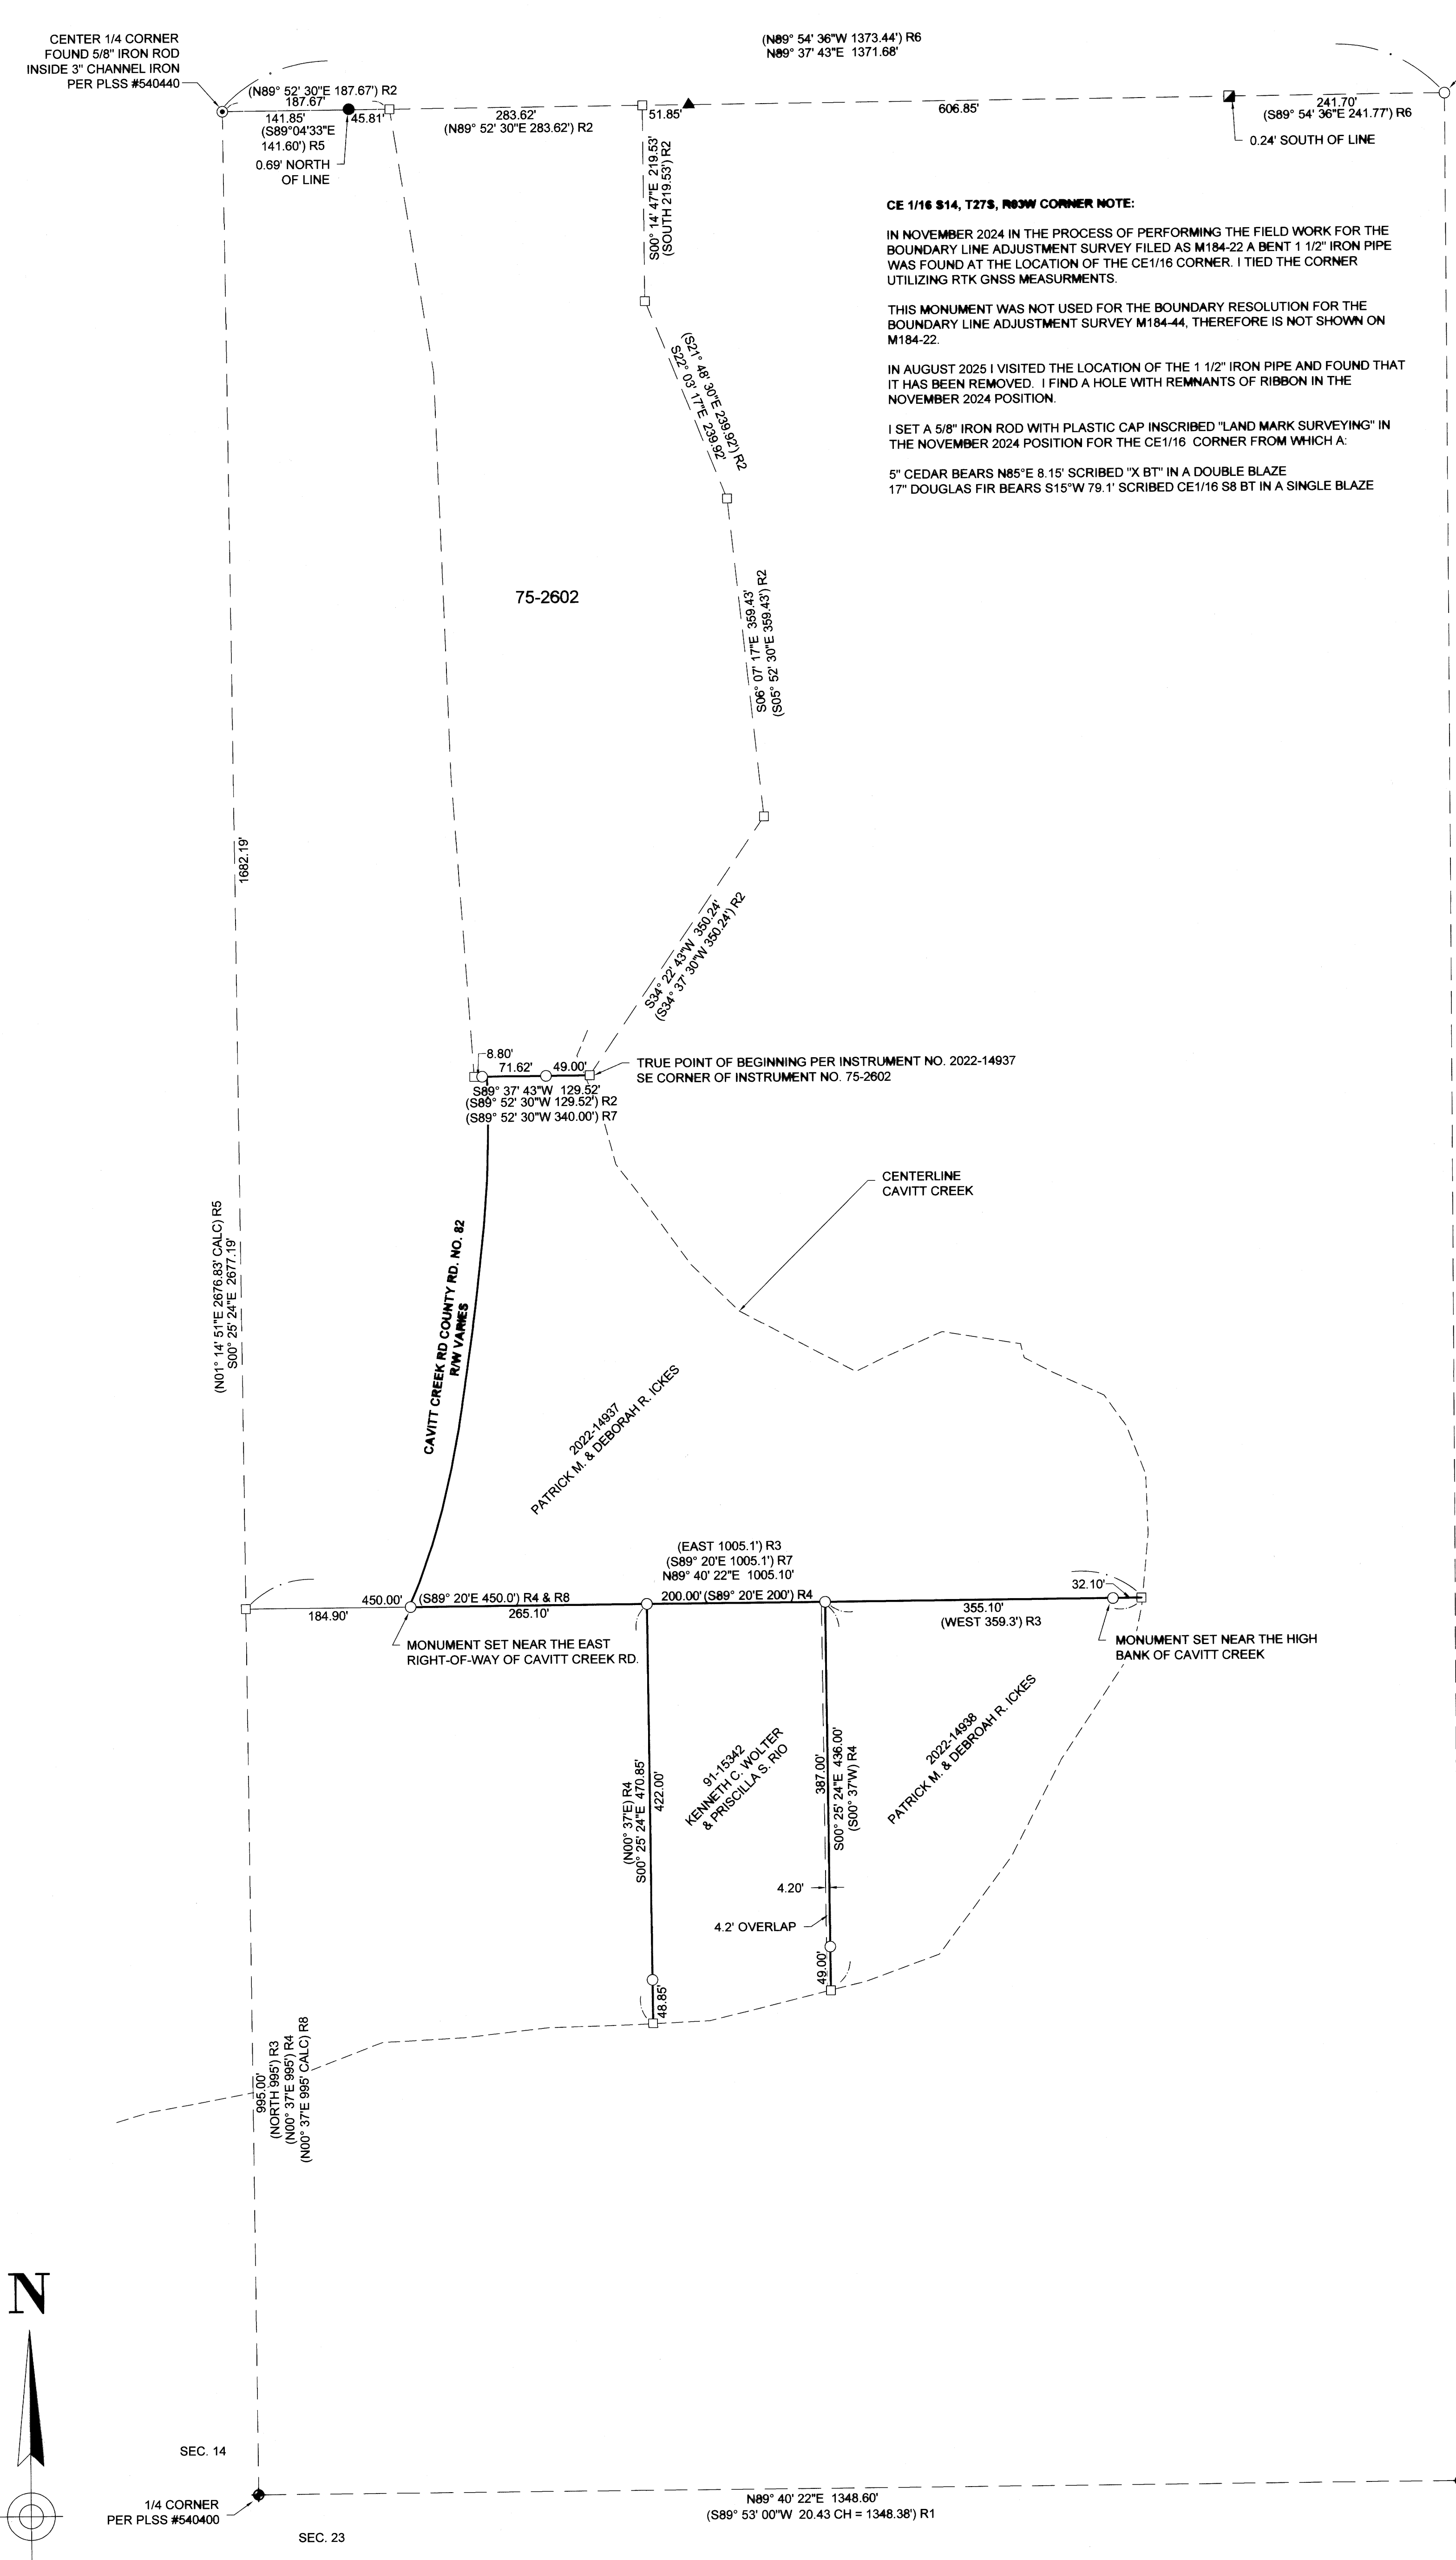 CENTER 1/4 CORNER
FOUND 5/8" IRON ROD
INSIDE 3" CHANNEL IRON
PER PLSS #540440
(N89° 54' 36"W 1373.44') R6
N89° 37' 43"E 1371.68'
(N89° 52' 30"E 187.67') R2
187.67'
141.85'
45.81'
(S89°04'33"E
141.60') R5
0.69' NORTH
OF LINE
283.62'
(N89° 52' 30"E 283.62') R2
51.85'
606.85'
241.70'
(S89° 54' 36"E 241.77') R6
0.24' SOUTH OF LINE
S00° 14' 47"E 219.53'
(SOUTH 219.53') R2
CE 1/16 S14, T27S, R03W CORNER NOTE:
IN NOVEMBER 2024 IN THE PROCESS OF PERFORMING THE FIELD WORK FOR THE
BOUNDARY LINE ADJUSTMENT SURVEY FILED AS M184-22 A BENT 1 1/2" IRON PIPE
WAS FOUND AT THE LOCATION OF THE CE1/16 CORNER. I TIED THE CORNER
UTILIZING RTK GNSS MEASURMENTS.
THIS MONUMENT WAS NOT USED FOR THE BOUNDARY RESOLUTION FOR THE
BOUNDARY LINE ADJUSTMENT SURVEY M184-44, THEREFORE IS NOT SHOWN ON
M184-22.
IN AUGUST 2025 I VISITED THE LOCATION OF THE 1 1/2" IRON PIPE AND FOUND THAT
IT HAS BEEN REMOVED. I FIND A HOLE WITH REMNANTS OF RIBBON IN THE
NOVEMBER 2024 POSITION.
I SET A 5/8" IRON ROD WITH PLASTIC CAP INSCRIBED "LAND MARK SURVEYING" IN
THE NOVEMBER 2024 POSITION FOR THE CE1/16 CORNER FROM WHICH A:
5" CEDAR BEARS N85°E 8.15' SCRIBED "X BT" IN A DOUBLE BLAZE
17" DOUGLAS FIR BEARS S15°W 79.1' SCRIBED CE1/16 S8 BT IN A SINGLE BLAZE
(S21° 48' 30"E 239.92') R2
S22° 03' 17"E 239.92'
75-2602
S06° 07' 17"E 359.43'
(S05° 52' 30"E 359.43') R2
1682.19'
S34° 22' 43"W 350.24'
(S34° 37' 30"W 350.24') R2
8.80'
71.62'
49.00'
S89° 37' 43"W 129.52'
(S89° 52' 30"W 129.52') R2
(S89° 52' 30"W 340.00') R7
TRUE POINT OF BEGINNING PER INSTRUMENT NO. 2022-14937
SE CORNER OF INSTRUMENT NO. 75-2602
CENTERLINE
CAVITT CREEK
(N01° 14' 51"E 2676.83' CALC) R5
S00° 25' 24"E 2677.19'
CAVITT CREEK RD COUNTY RD. NO. 82
R/W VARIES
2022-14937
PATRICK M. & DEBORAH R. ICKES
(EAST 1005.1') R3
(S89° 20'E 1005.1') R7
N89° 40' 22"E 1005.10'
450.00'
(S89° 20'E 450.0') R4 & R8
200.00'
(S89° 20'E 200') R4
32.10'
184.90'
265.10'
355.10'
(WEST 359.3') R3
MONUMENT SET NEAR THE EAST
RIGHT-OF-WAY OF CAVITT CREEK RD.
MONUMENT SET NEAR THE HIGH
BANK OF CAVITT CREEK
(N00° 37'E) R4
S00° 25' 24"E 470.85'
422.00'
91-15342
KENNETH C. WOLTER
& PRISCILLA S. RIO
387.00'
S00° 25' 24"E 436.00'
(S00° 37'W) R4
2022-14938
PATRICK M. & DEBROAH R. ICKES
4.20'
4.2' OVERLAP
49.00'
48.85'
995.00'
(NORTH 995') R3
(N00° 37'E 995') R4
(N00° 37'E 995' CALC) R8
N
SEC. 14
1/4 CORNER
PER PLSS #540400
SEC. 23
N89° 40' 22"E 1348.60'
(S89° 53' 00"W 20.43 CH = 1348.38') R1